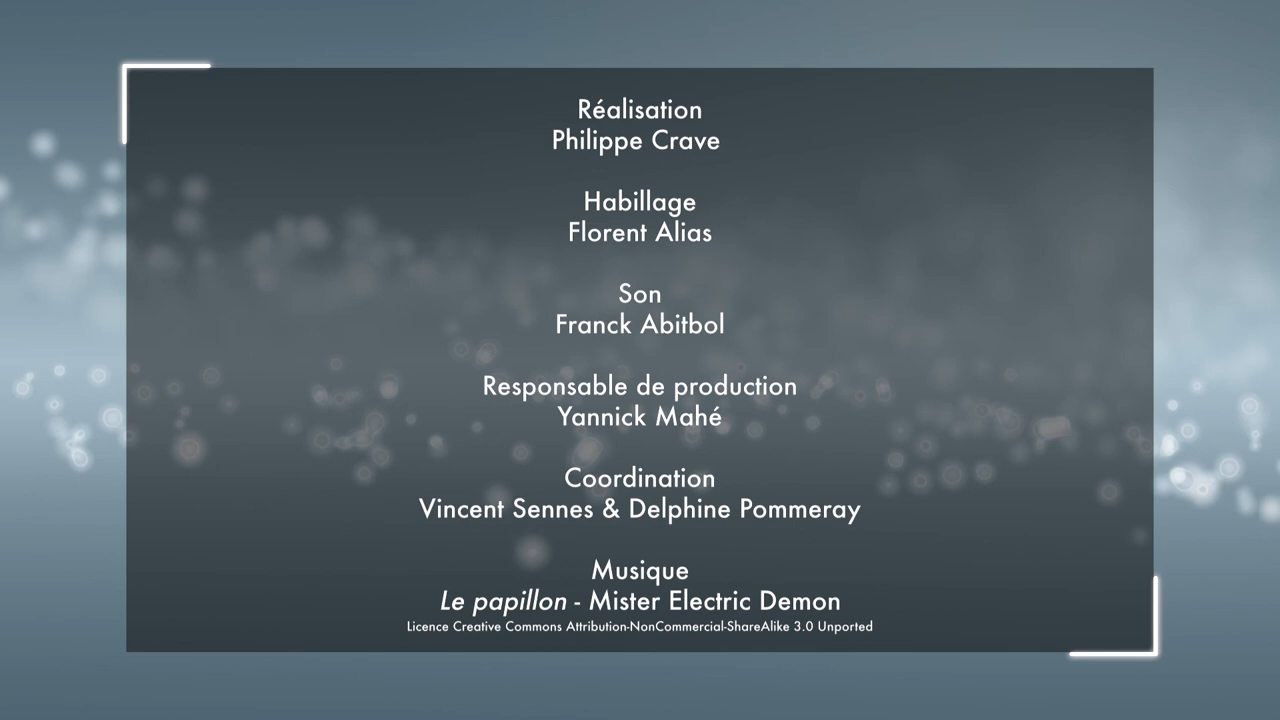 Réalisation
Philippe Crave
Habillage
Florent Alias
Son
Franck Abitbol
Responsable de production
Yannick Mahé
Coordination
Vincent Sennes & Delphine Pommeray
Musique
Le papillon - Mister Electric Demon
Licence Creative Commons Attribution-NonCommercial-ShareAlike 3.0 Unported